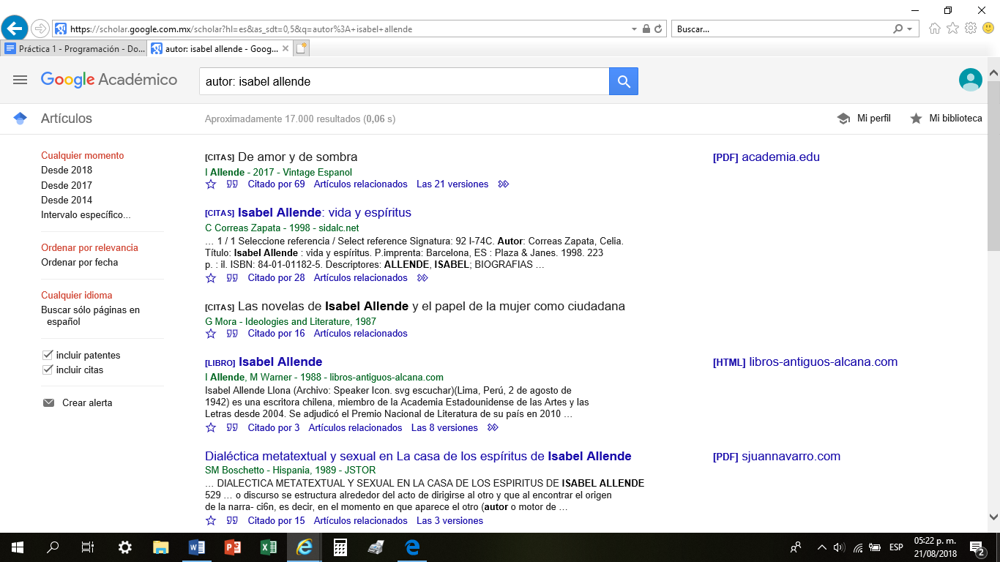 https://scholar.google.com.mx/scholar?hl=es&as_sdt=0,5&q=autor%3A+isabel+allende
Buscar...
Práctica 1 - Programación - Do...
autor: isabel allende - Goog...
Google Académico
autor: isabel allende
Artículos
Aproximadamente 17.000 resultados (0,06 s)
Mi perfil
Mi biblioteca
Cualquier momento
Desde 2018
Desde 2017
Desde 2014
Intervalo específico...
Ordenar por relevancia
Ordenar por fecha
Cualquier idioma
Buscar sólo páginas en
español
incluir patentes
incluir citas
Crear alerta
[CITAS] De amor y de sombra
I Allende - 2017 - Vintage Espanol
Citado por 69 Artículos relacionados Las 21 versiones
[PDF] academia.edu
[CITAS] Isabel Allende: vida y espíritus
C Correas Zapata - 1998 - sidalc.net
... 1 / 1 Seleccione referencia / Select reference Signatura: 92 I-74C. Autor: Correas Zapata, Celia.
Título: Isabel Allende : vida y espíritus. P.imprenta: Barcelona, ES : Plaza & Janes. 1998. 223
p. : il. ISBN: 84-01-01182-5. Descriptores: ALLENDE, ISABEL; BIOGRAFIAS ...
Citado por 28 Artículos relacionados
[CITAS] Las novelas de Isabel Allende y el papel de la mujer como ciudadana
G Mora - Ideologies and Literature, 1987
Citado por 16 Artículos relacionados
[LIBRO] Isabel Allende
I Allende, M Warner - 1988 - libros-antiguos-alcana.com
Isabel Allende Llona (Archivo: Speaker Icon. svg escuchar)(Lima, Perú, 2 de agosto de
1942) es una escritora chilena, miembro de la Academia Estadounidense de las Artes y las
Letras desde 2004. Se adjudicó el Premio Nacional de Literatura de su país en 2010 ...
Citado por 3 Artículos relacionados Las 8 versiones
[HTML] libros-antiguos-alcana.com
Dialéctica metatextual y sexual en La casa de los espíritus de Isabel Allende
SM Boschetto - Hispania, 1989 - JSTOR
... DIALECTICA METATEXTUAL Y SEXUAL EN LA CASA DE LOS ESPIRITUS DE ISABEL ALLENDE
529 ... o discurso se estructura alrededor del acto de dirigirse al otro y que al encontrar el origen
de la narra- ci6n, es decir, en el momento en que aparece el otro (autor o motor de ...
Citado por 15 Artículos relacionados Las 3 versiones
[PDF] sjuannavarro.com
ESP
05:22 p. m.
21/08/2018
2